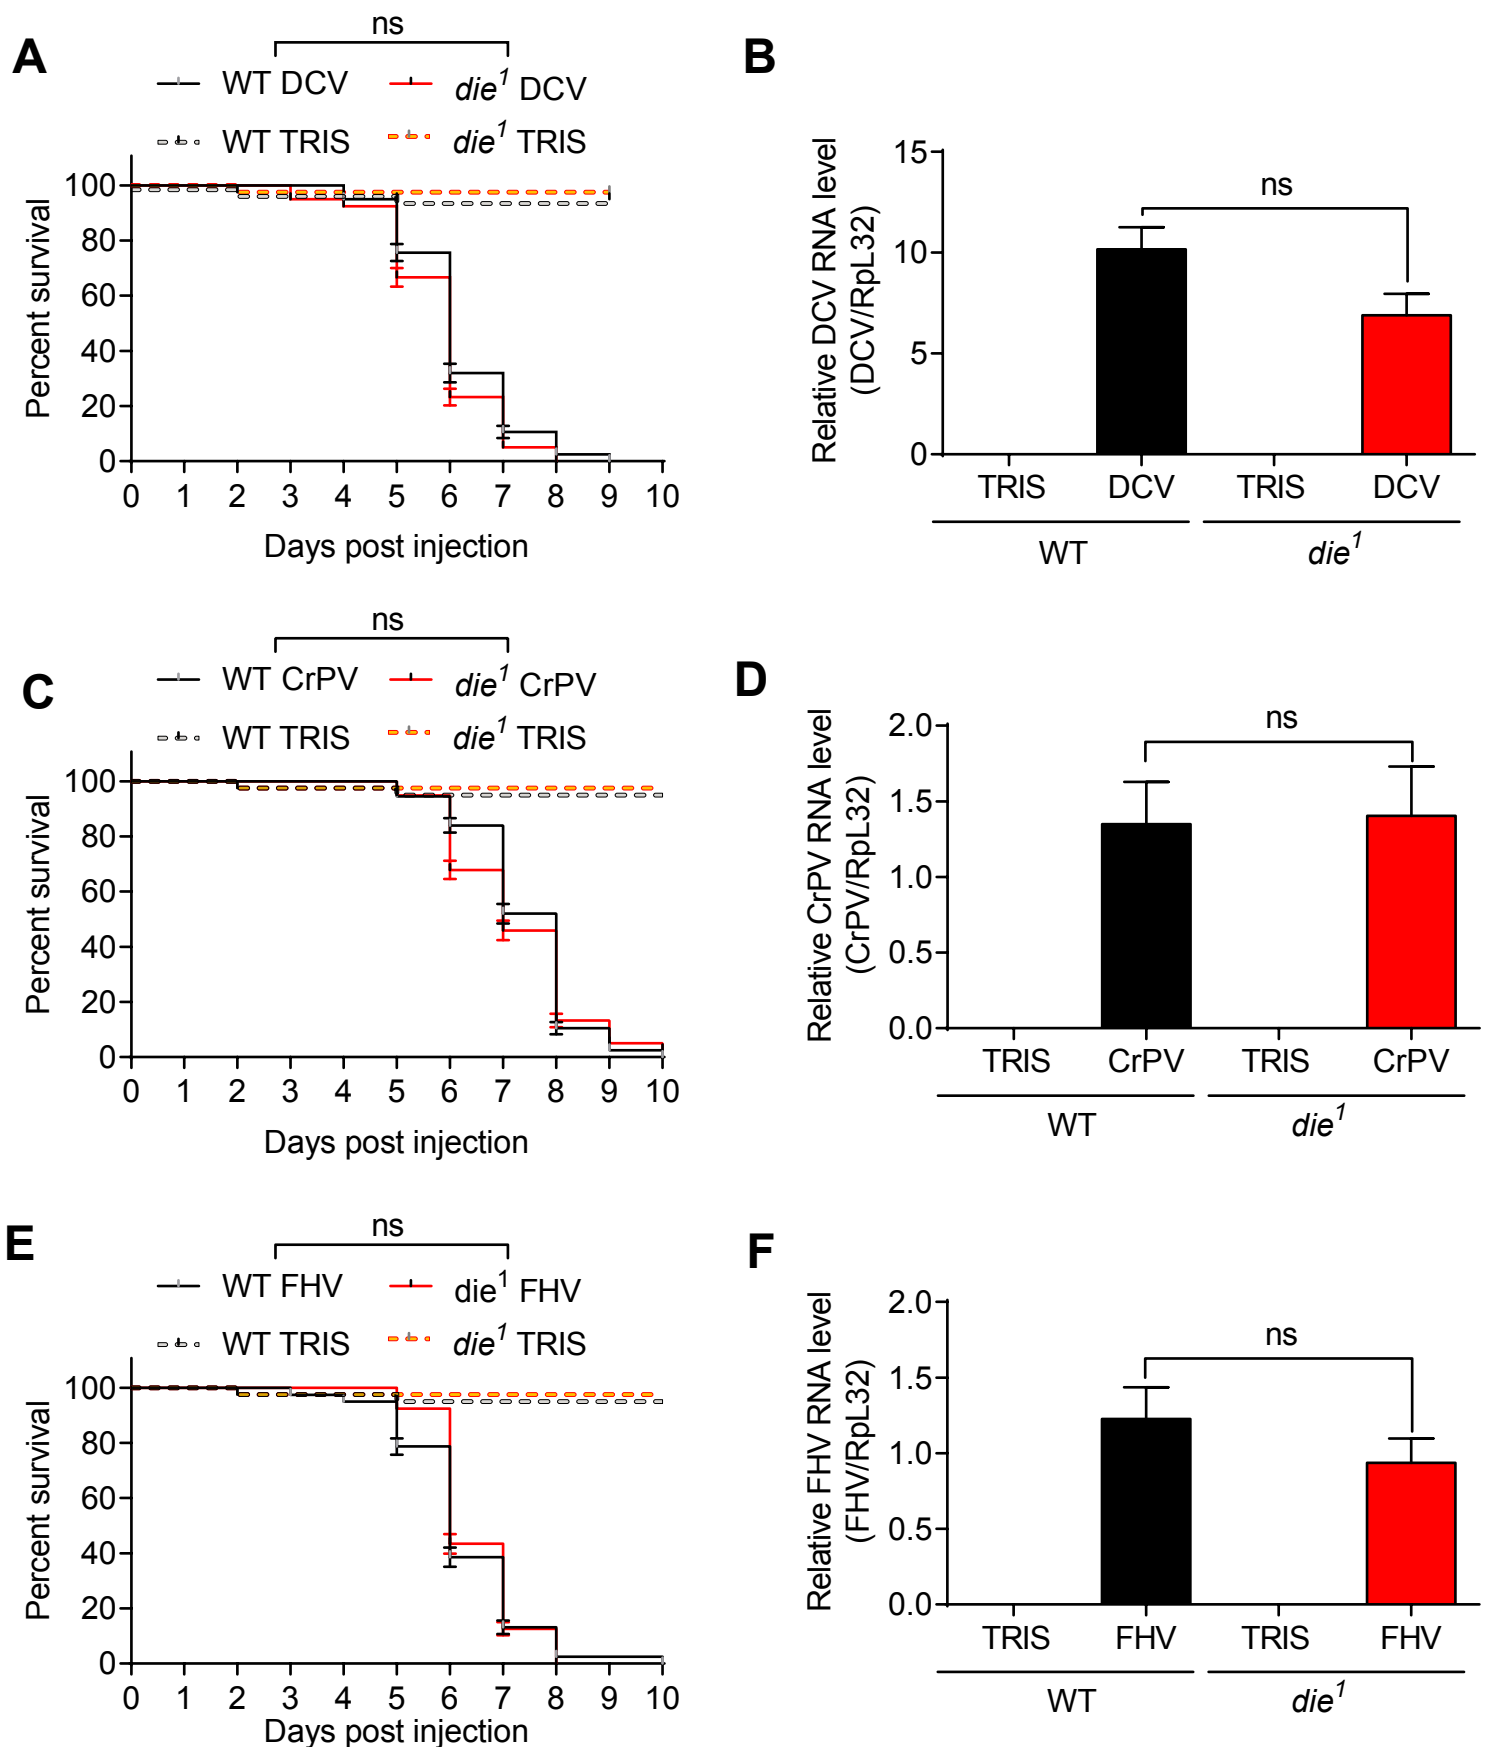 A
ns
WT DCV die¹ DCV
WT TRIS die¹ TRIS
Percent survival
100
80
60
40
20
0
0 1 2 3 4 5 6 7 8 9 10
Days post injection
B
Relative DCV RNA level
(DCV/RpL32)
15
10
5
0
ns
TRIS DCV TRIS DCV
WT die¹
C
ns
WT CrPV die¹ CrPV
WT TRIS die¹ TRIS
Percent survival
100
80
60
40
20
0
0 1 2 3 4 5 6 7 8 9 10
Days post injection
D
Relative CrPV RNA level
(CrPV/RpL32)
2.0
1.5
1.0
0.5
0.0
ns
TRIS CrPV TRIS CrPV
WT die¹
E
ns
WT FHV die¹ FHV
WT TRIS die¹ TRIS
Percent survival
100
80
60
40
20
0
0 1 2 3 4 5 6 7 8 9 10
Days post injection
F
Relative FHV RNA level
(FHV/RpL32)
2.0
1.5
1.0
0.5
0.0
ns
TRIS FHV TRIS FHV
WT die¹